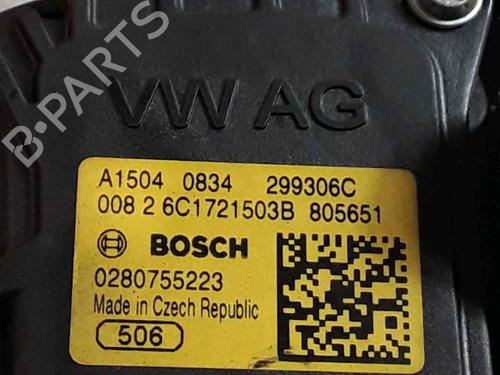 B-PARTS
VW AG
A1504 0834 299306C
008 2 6C1721503B 805651
BOSCH
0280755223
Made in Czech Republic
506